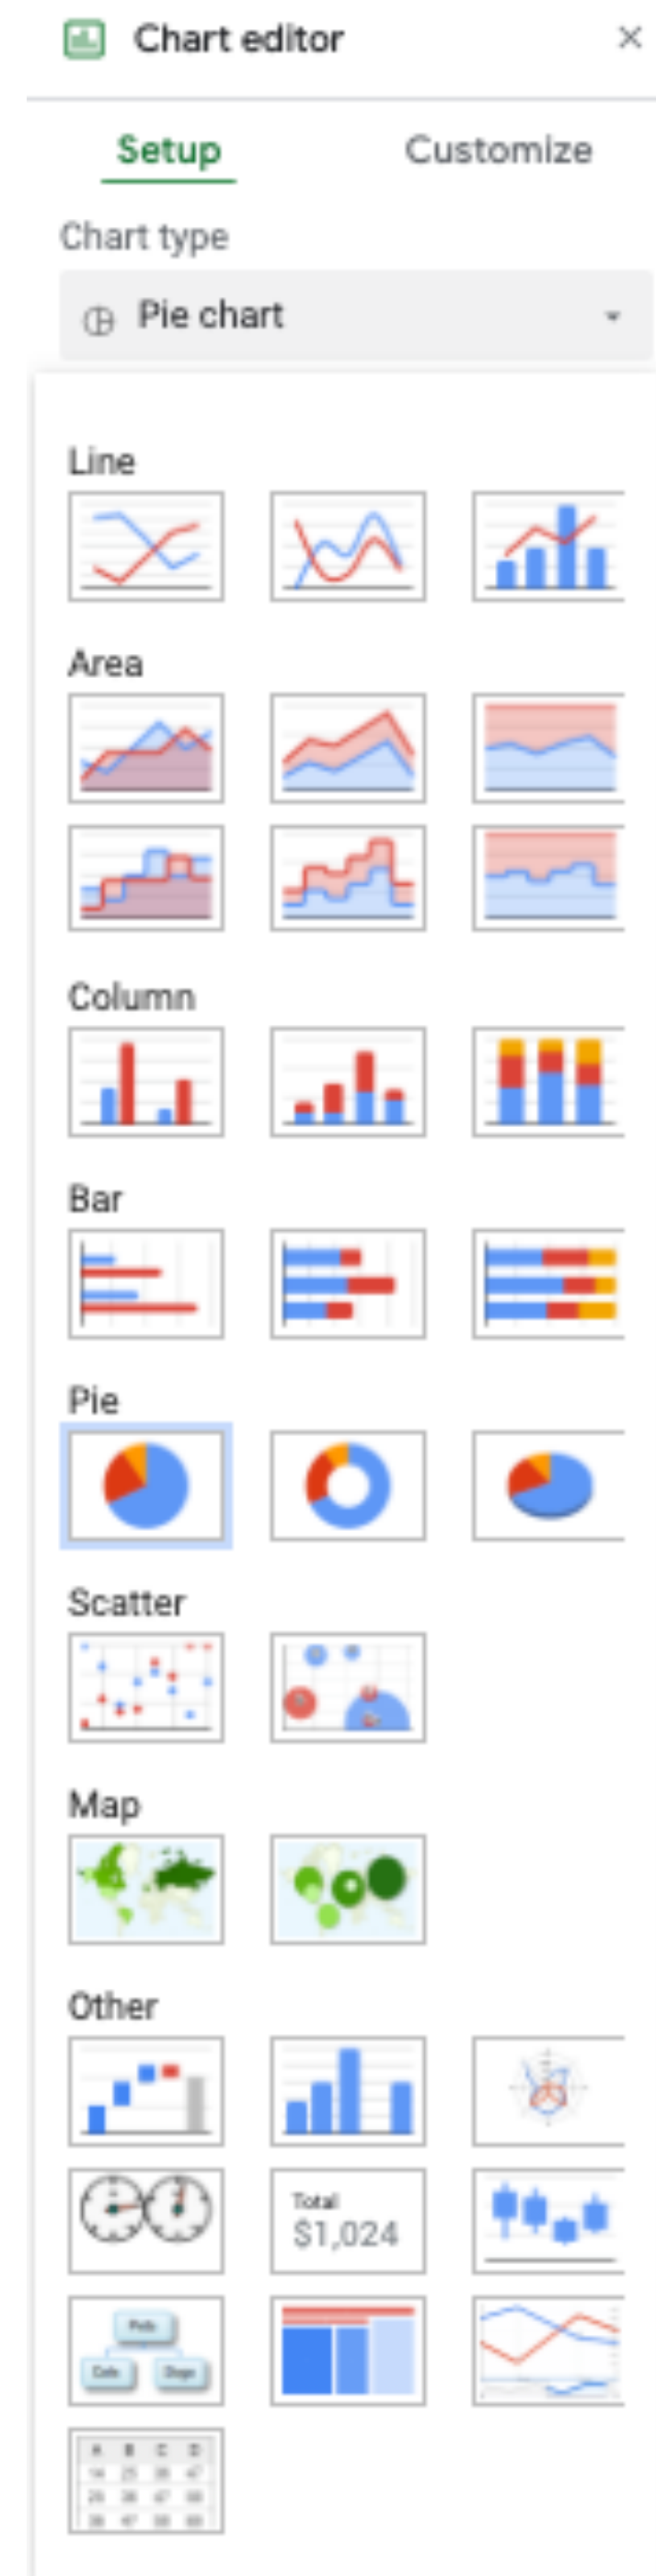 Chart editor ×
Setup Customize
Chart type
Pie chart
Line
Area
Column
Bar
Pie
Scatter
Map
Other
Total
$1,024
A B C D